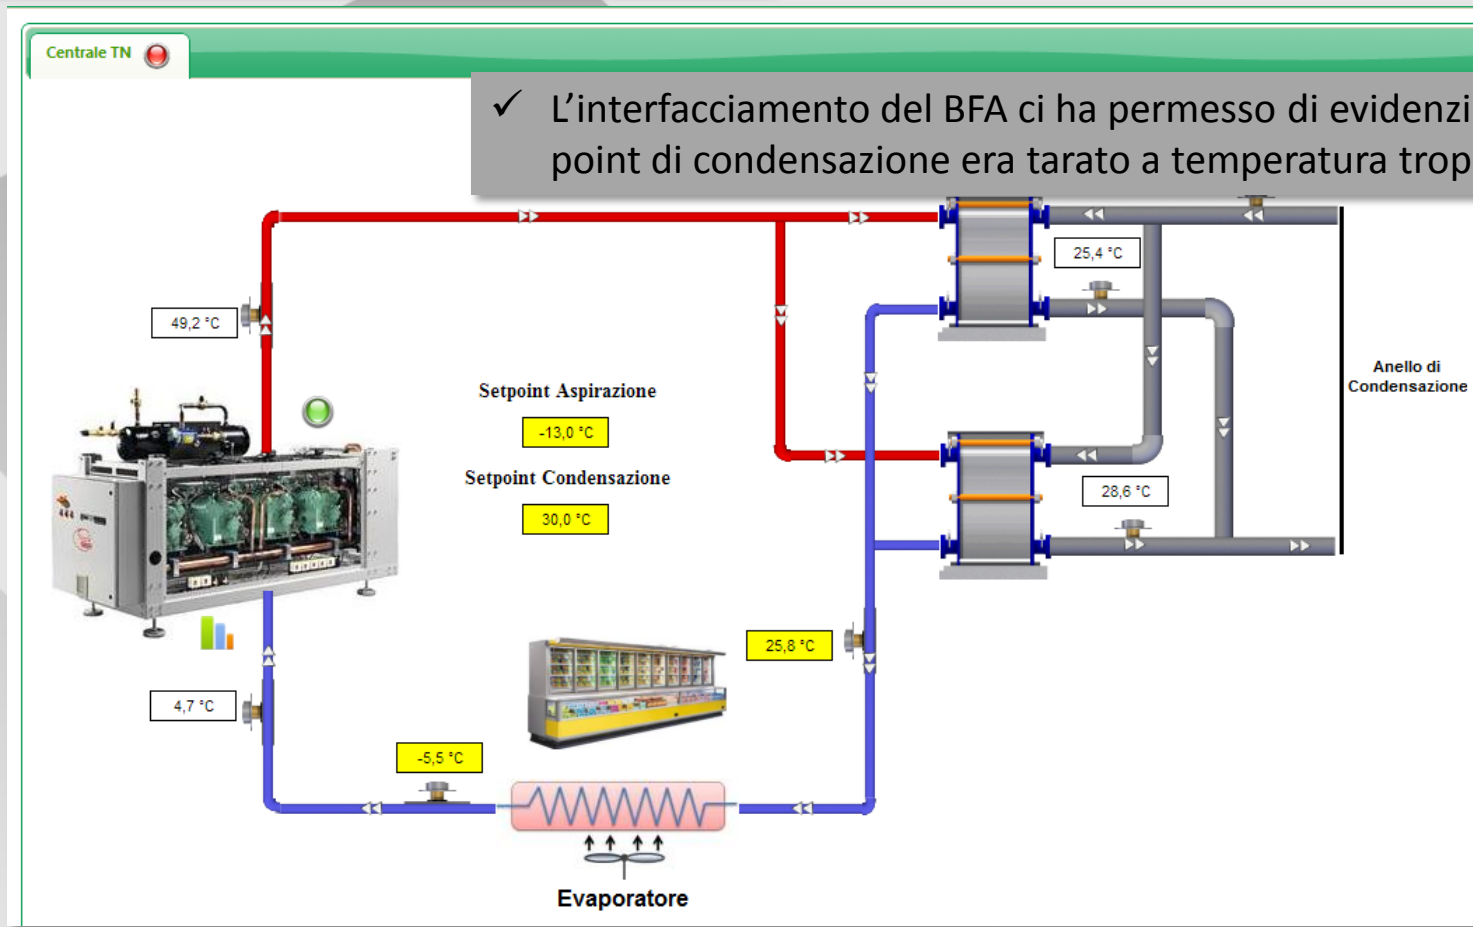 Centrale TN
✓ L’interfacciamento del BFA ci ha permesso di evidenzi
point di condensazione era tarato a temperatura trop
25,4 °C
49,2 °C
Anello di
Condensazione
Setpoint Aspirazione
-13,0 °C
Setpoint Condensazione
30,0 °C
28,6 °C
25,8 °C
4,7 °C
-5,5 °C
Evaporatore